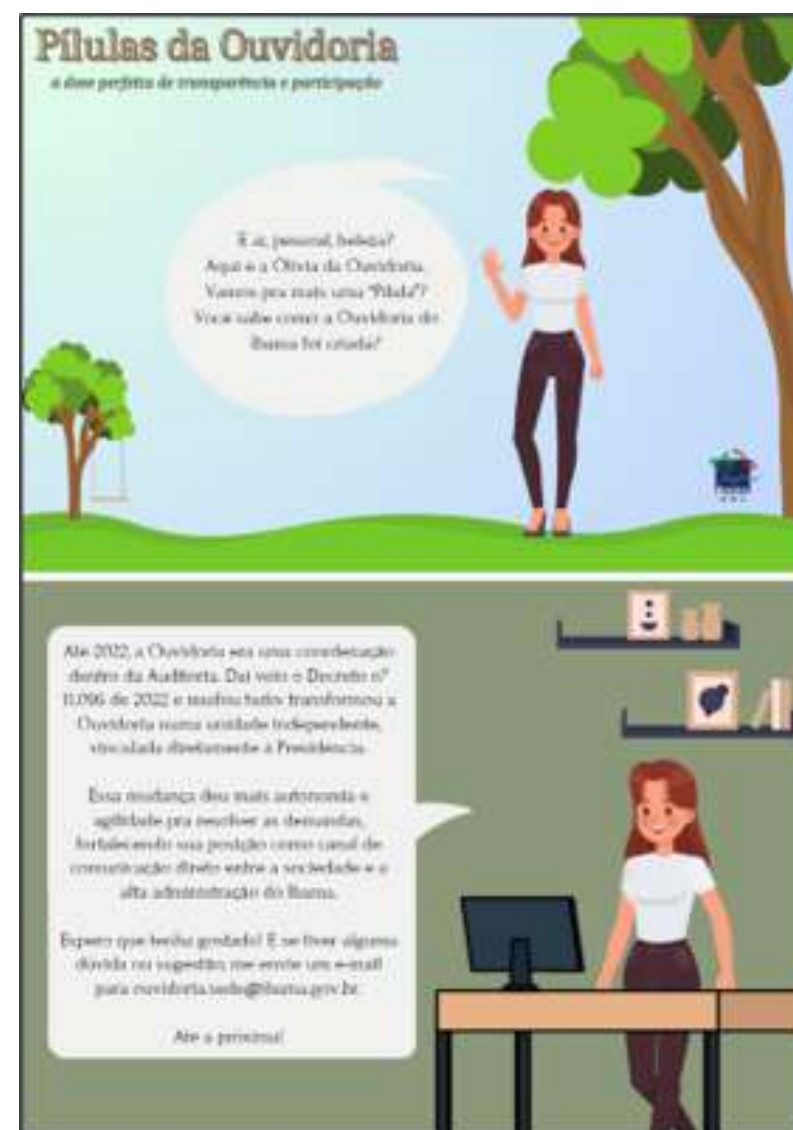 Pílulas da Ouvidoria
a dose perfeita de transparência e participação
E aí, pessoal, beleza?
Aqui é a Olívia da Ouvidoria.
Vamos pra mais uma "Pílula"?
Você sabe como a Ouvidoria do
Ibama foi criada?
Até 2022, a Ouvidoria era uma coordenação
dentro da Auditoria. Daí veio o Decreto nº
11.096 de 2022 e mudou tudo: transformou a
Ouvidoria numa unidade independente,
vinculada diretamente à Presidência.
Essa mudança deu mais autonomia e
agilidade pra resolver as demandas,
fortalecendo sua posição como canal de
comunicação direto entre a sociedade e a
alta administração do Ibama.
Espero que tenha gostado! E se tiver alguma
dúvida ou sugestão, me envie um e-mail
para ouvidoria.sede@ibama.gov.br.
Até a próxima!